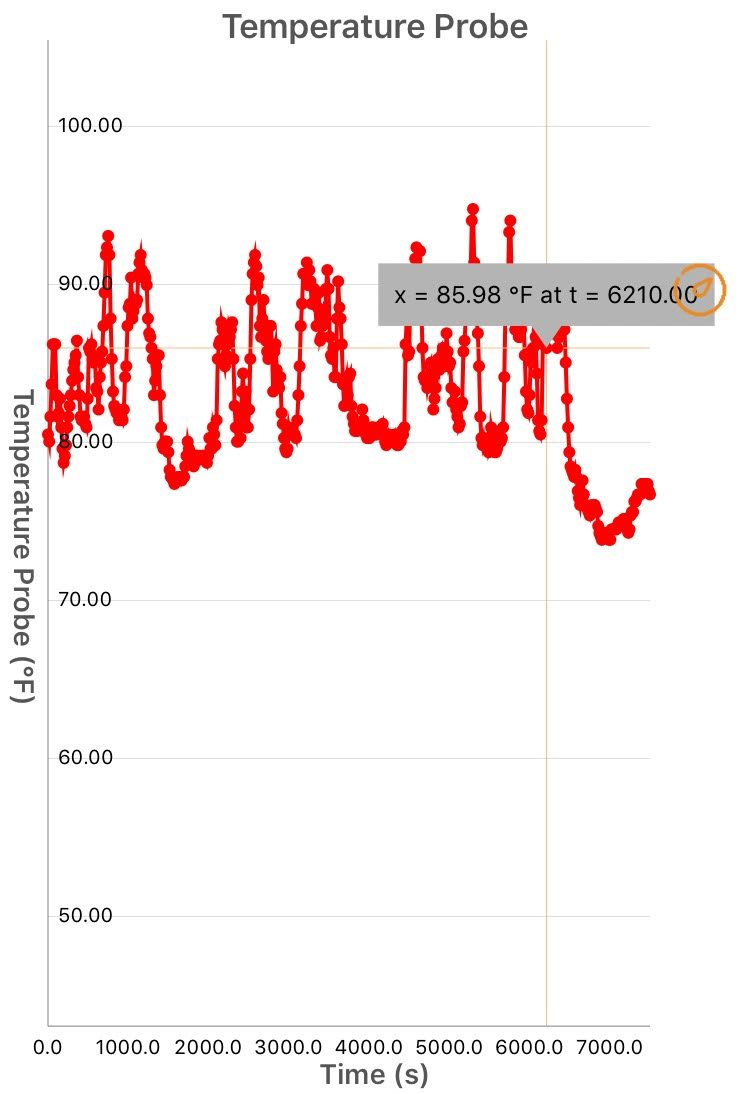 Temperature Probe
100.00
90.00
x = 85.98 °F at t = 6210.00
80.00
70.00
60.00
50.00
Temperature Probe (°F)
0.0 1000.0 2000.0 3000.0 4000.0 5000.0 6000.0 7000.0
Time (s)